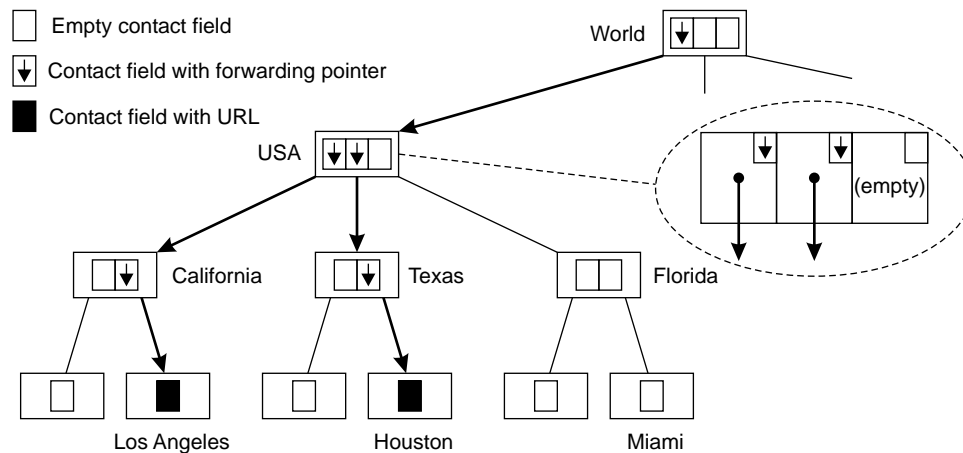 Empty contact field
Contact field with forwarding pointer
Contact field with URL
World
USA
(empty)
California
Texas
Florida
Los Angeles
Houston
Miami